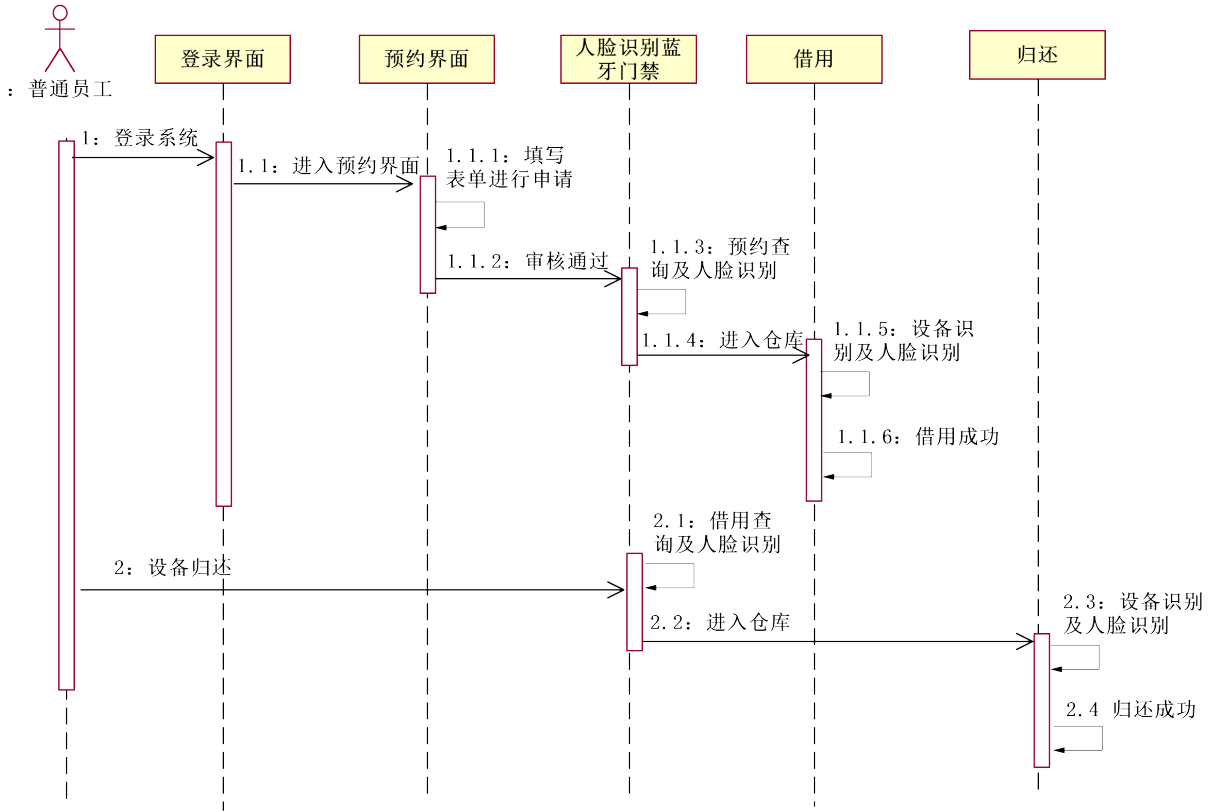 ：普通员工
登录界面
预约界面
人脸识别蓝
牙门禁
借用
归还
1：登录系统
1.1：进入预约界面
1.1.1：填写
表单进行申请
1.1.2：审核通过
1.1.3：预约查
询及人脸识别
1.1.4：进入仓库
1.1.5：设备识
别及人脸识别
1.1.6：借用成功
2：设备归还
2.1：借用查
询及人脸识别
2.2：进入仓库
2.3：设备识别
及人脸识别
2.4 归还成功